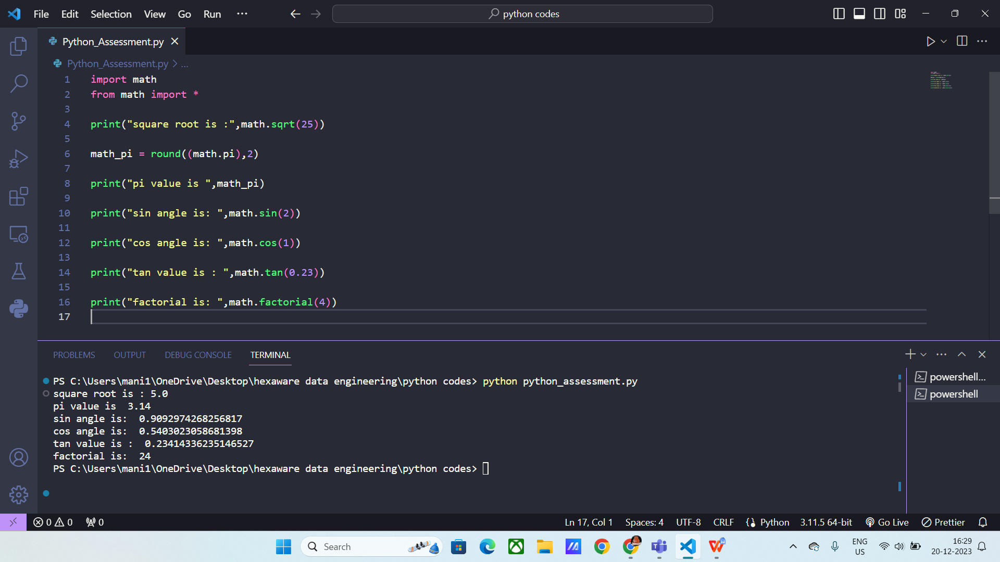 File Edit Selection View Go Run ··· python codes
Python_Assessment.py
Python_Assessment.py > ...
1 import math
2 from math import *
3
4 print("square root is :",math.sqrt(25))
5
6 math_pi = round((math.pi),2)
7
8 print("pi value is ",math_pi)
9
10 print("sin angle is: ",math.sin(2))
11
12 print("cos angle is: ",math.cos(1))
13
14 print("tan value is : ",math.tan(0.23))
15
16 print("factorial is: ",math.factorial(4))
17
PROBLEMS OUTPUT DEBUG CONSOLE TERMINAL
PS C:\Users\mani1\OneDrive\Desktop\hexaware data engineering\python codes> python python_assessment.py
square root is : 5.0
pi value is  3.14
sin angle is:  0.9092974268256817
cos angle is:  0.5403023058681398
tan value is :  0.23414336235146527
factorial is:  24
PS C:\Users\mani1\OneDrive\Desktop\hexaware data engineering\python codes>
powershell...
powershell
0 0 0 Ln 17, Col 1 Spaces: 4 UTF-8 CRLF Python 3.11.5 64-bit Go Live Prettier
Search ENG US 16:29 20-12-2023